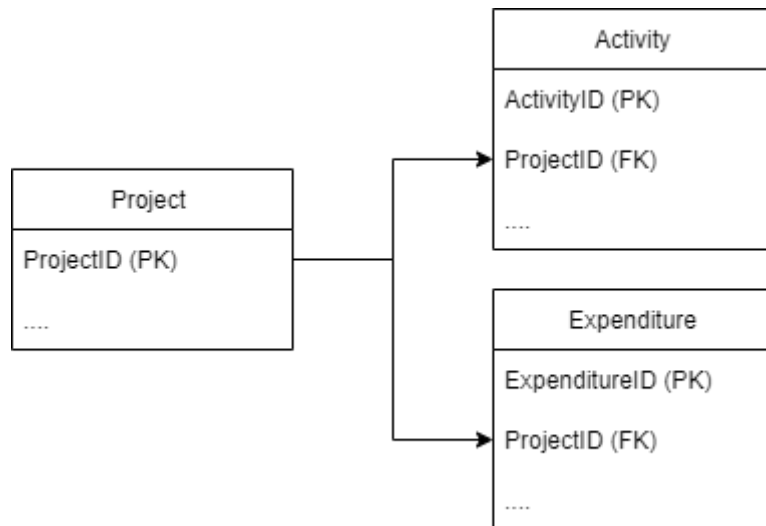 Project
ProjectID (PK)
....
Activity
ActivityID (PK)
ProjectID (FK)
....
Expenditure
ExpenditureID (PK)
ProjectID (FK)
....